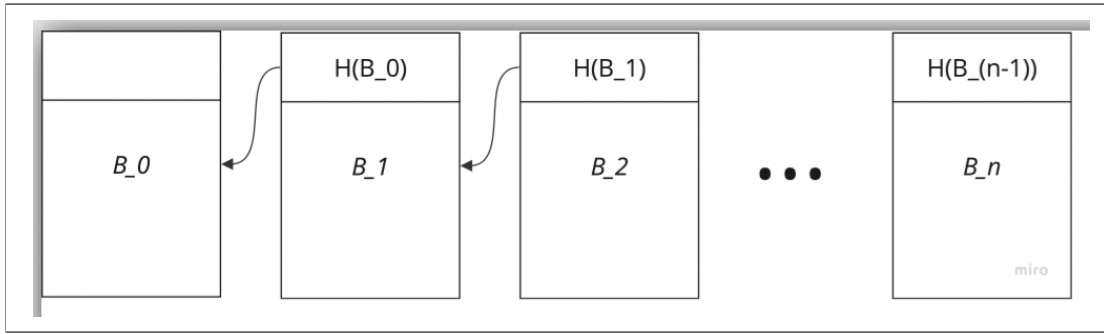 H(B_0)
H(B_1)
H(B_(n-1))
B_0
B_1
B_2
•••
B_n
miro